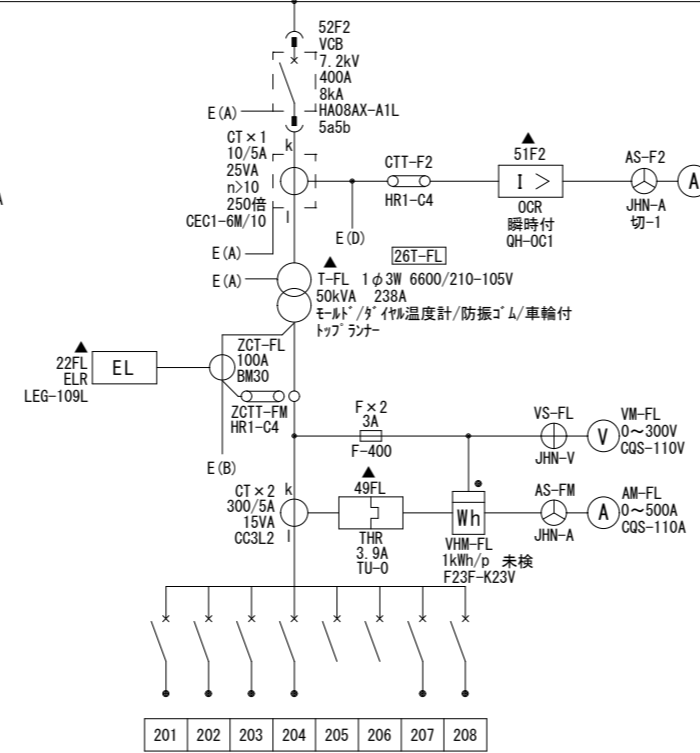 52F2
VCB
7.2kV
400A
8kA
HA08AX-A1L
5a5b
E(A)
CT×1
10/5A
25VA
n>10
250倍
CEC1-6M/10
k
l
E(A)
E(D)
CTT-F2
HR1-C4
51F2
I >
OCR
瞬時付
QH-OC1
AS-F2
JHN-A
切-1
A
A
26T-FL
E(A)
T-FL 1φ3W 6600/210-105V
50kVA 238A
ﾓｰﾙﾄﾞ/ﾀﾞｲﾔﾙ温度計/防振ｺﾞﾑ/車輪付
ﾄｯﾌﾟﾗﾝﾅｰ
22FL
ELR
LEG-109L
EL
ZCT-FL
100A
BM30
ZCTT-FM
HR1-C4
E(B)
F×2
3A
F-400
VS-FL
JHN-V
V
VM-FL
0～300V
CQS-110V
CT×2
300/5A
15VA
CC3L2
k
l
49FL
THR
3.9A
TU-0
Wh
VHM-FL
1kWh/p 未検
F23F-K23V
AS-FM
JHN-A
A
AM-FL
0～500A
CQS-110A
201 202 203 204 205 206 207 208